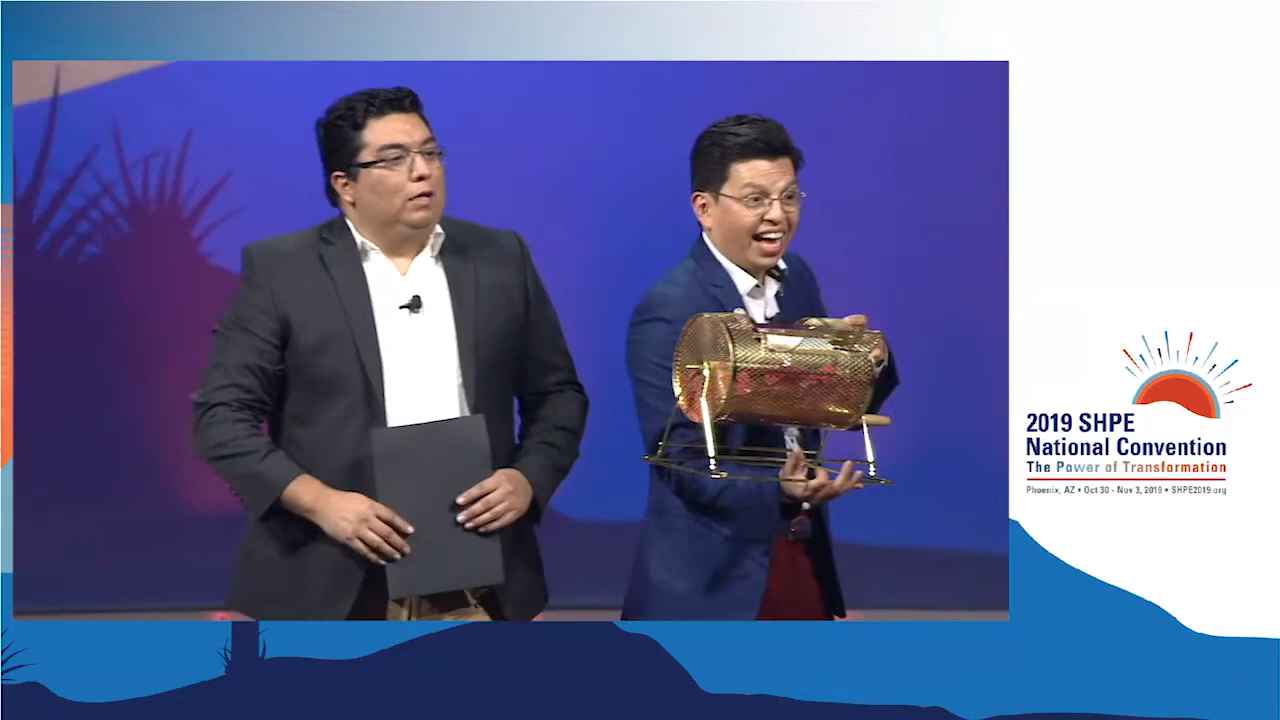 2019 SHPE
National Convention
The Power of Transformation
Phoenix, AZ • Oct 30 - Nov 3, 2019 • SHPE2019.org